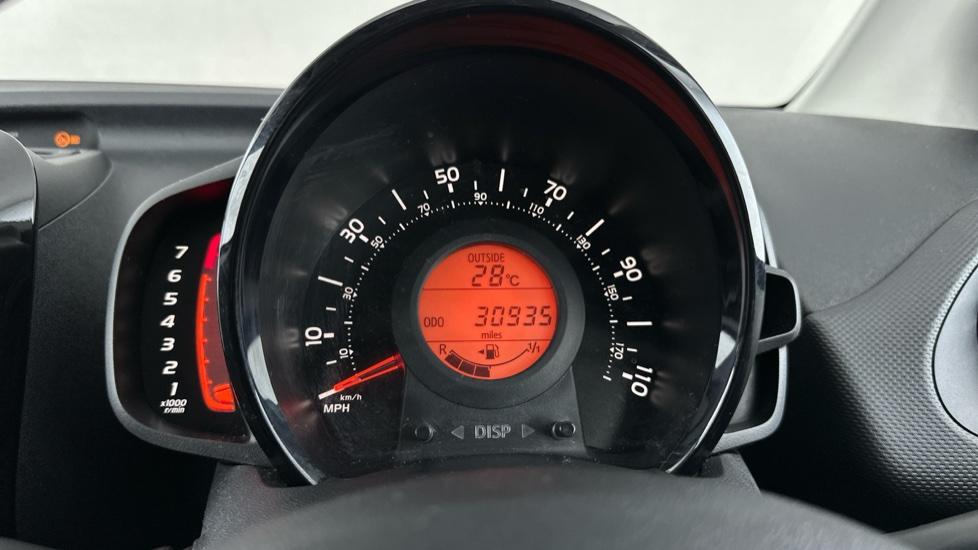 OUTSIDE
28°C
ODO 30935
miles
R 1/1
10 30 50 70 90 110
10 30 50 70 90 110 130 150 170
km/h
MPH
DISP
7
6
5
4
3
2
1
x1000
r/min